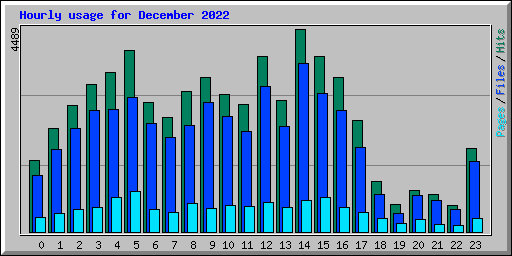 Hourly usage for December 2022
4489
Pages/Files/Hits
0 1 2 3 4 5 6 7 8 9 10 11 12 13 14 15 16 17 18 19 20 21 22 23